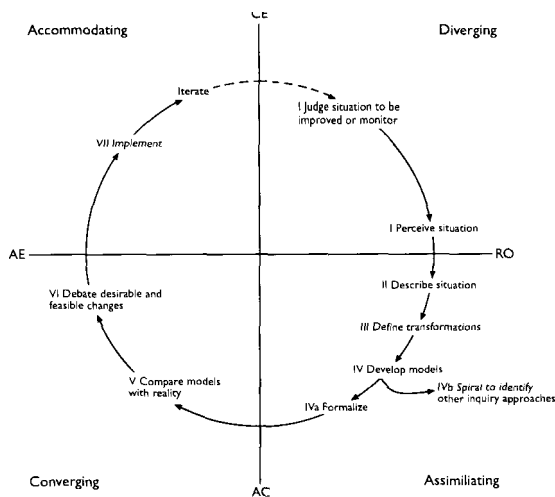 CE
Accommodating
Diverging
Iterate
I Judge situation to be
improved or monitor
VII Implement
I Perceive situation
AE
RO
VI Debate desirable and
feasible changes
II Describe situation
III Define transformations
IV Develop models
V Compare models
with reality
IVb Spiral to identify
other inquiry approaches
IVa Formalize
Converging
AC
Assimiliating